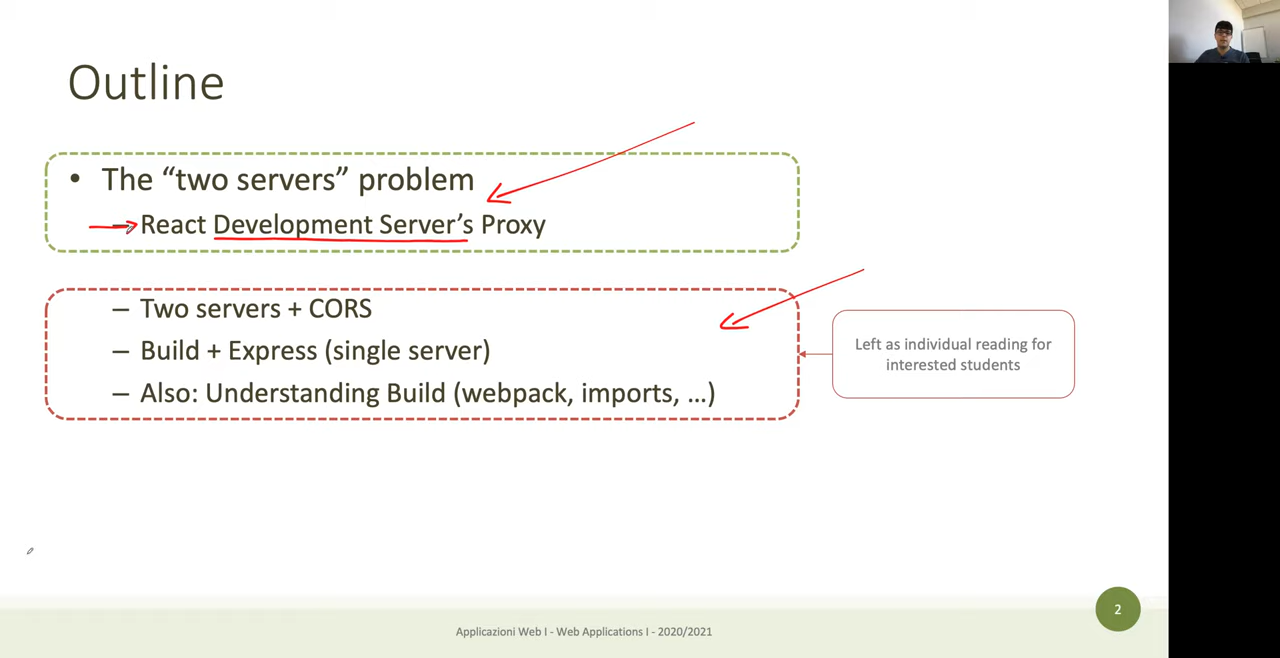 Outline
• The “two servers” problem
– React Development Server’s Proxy
– Two servers + CORS
– Build + Express (single server)
– Also: Understanding Build (webpack, imports, …)
Left as individual reading for
interested students
2
Applicazioni Web I - Web Applications I - 2020/2021